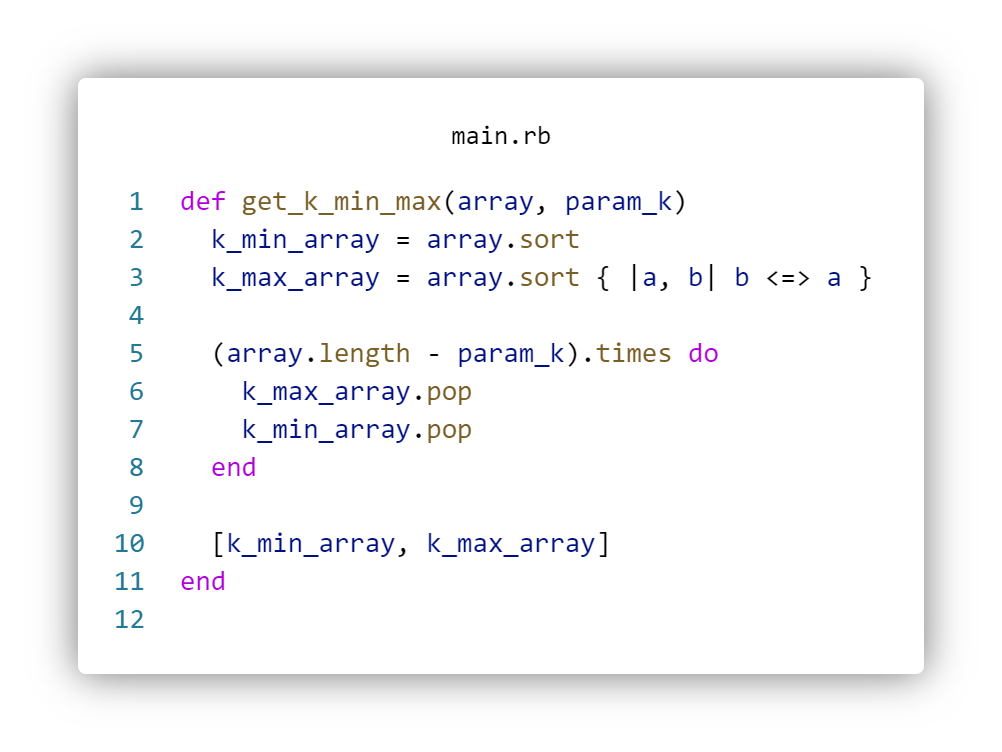 main.rb
1 def get_k_min_max(array, param_k)
2   k_min_array = array.sort
3   k_max_array = array.sort { |a, b| b <=> a }
4
5   (array.length - param_k).times do
6     k_max_array.pop
7     k_min_array.pop
8   end
9
10   [k_min_array, k_max_array]
11 end
12